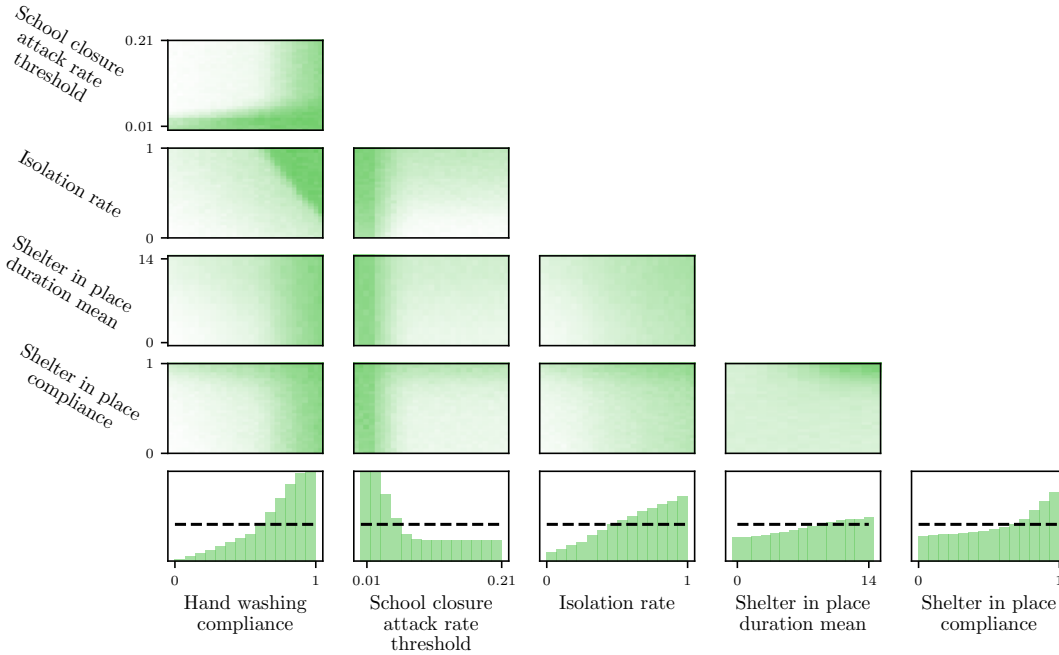 School closure
attack rate
threshold
0.21
0.01
Isolation rate
1
0
Shelter in place
duration mean
14
0
Shelter in place
compliance
1
0
0 1
0.01 0.21
0 1
0 14
0 1
Hand washing
compliance
School closure
attack rate
threshold
Isolation rate
Shelter in place
duration mean
Shelter in place
compliance